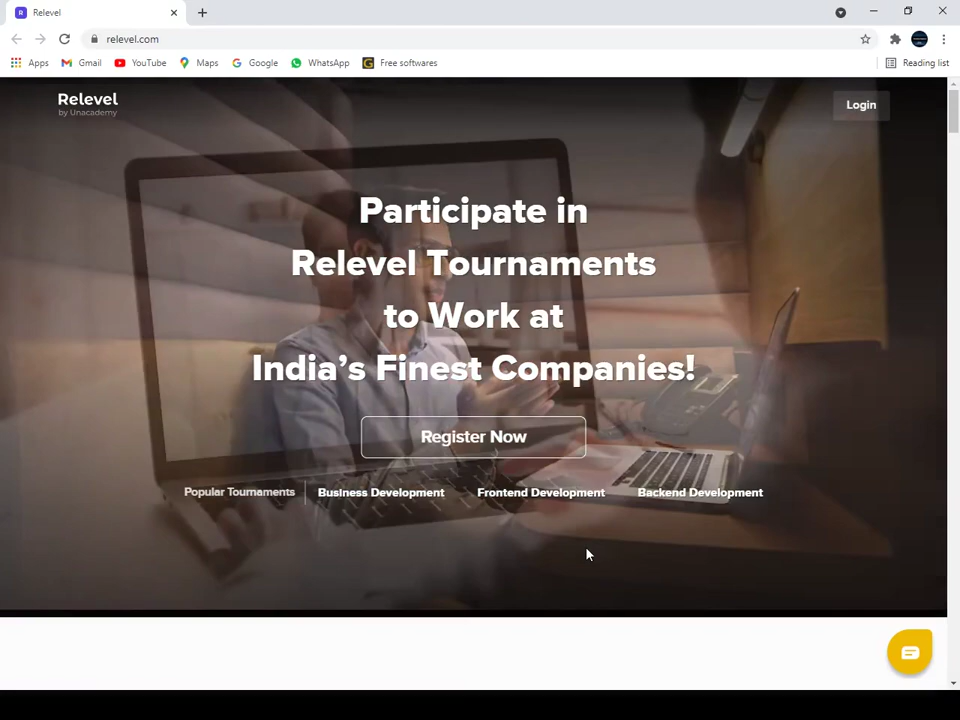 Relevel
relevel.com
Apps Gmail YouTube Maps Google WhatsApp Free softwares Reading list
Relevel
by Unacademy
Login
Participate in
Relevel Tournaments
to Work at
India’s Finest Companies!
Register Now
Popular Tournaments Business Development Frontend Development Backend Development